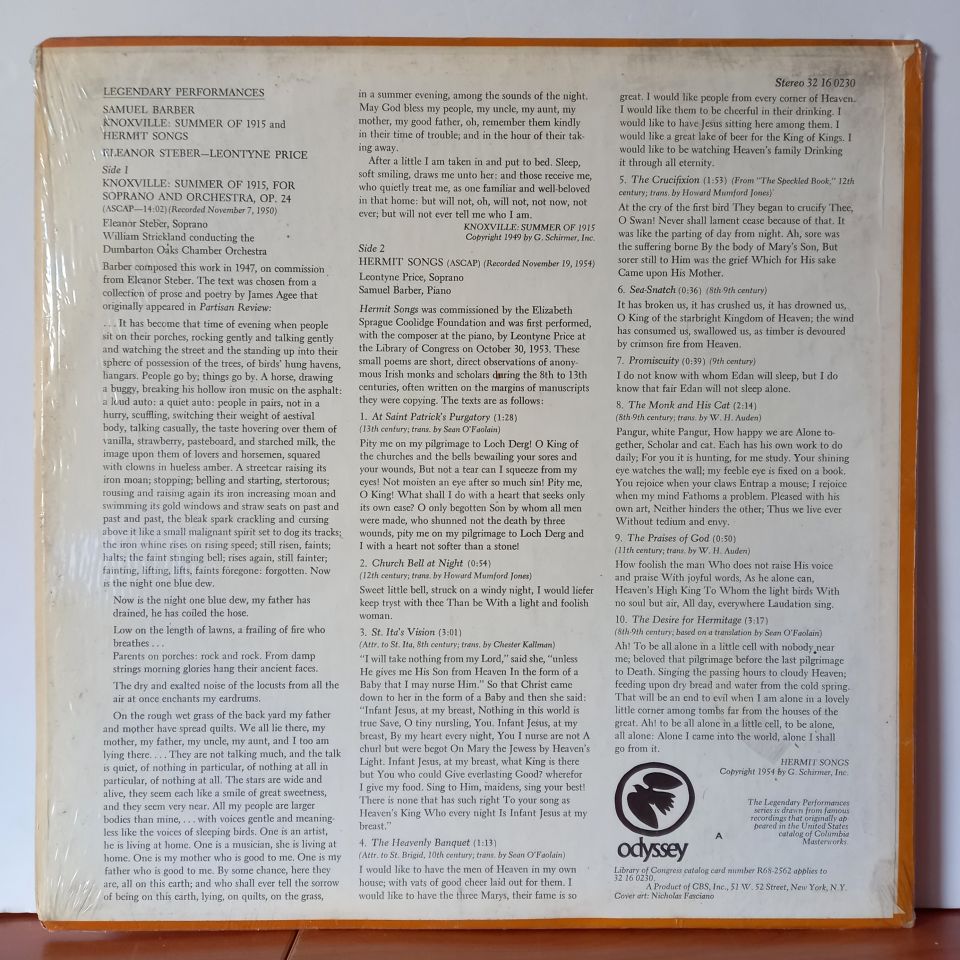 LEGENDARY PERFORMANCES
SAMUEL BARBER
KNOXVILLE: SUMMER OF 1915 and
HERMIT SONGS
ELEANOR STEBER—LEONTYNE PRICE
Side 1
KNOXVILLE: SUMMER OF 1915, FOR
SOPRANO AND ORCHESTRA, OP. 24
(ASCAP—14:02) (Recorded November 7, 1950)
Eleanor Steber, Soprano
William Strickland conducting the
Dumbarton Oaks Chamber Orchestra
Barber composed this work in 1947, on commission
from Eleanor Steber. The text was chosen from a
collection of prose and poetry by James Agee that
originally appeared in Partisan Review:
. . . It has become that time of evening when people
sit on their porches, rocking gently and talking gently
and watching the street and the standing up into their
sphere of possession of the trees, of birds' hung havens,
hangars. People go by; things go by. A horse, drawing
a buggy, breaking his hollow iron music on the asphalt:
a loud auto: a quiet auto: people in pairs, not in a
hurry, scuffling, switching their weight of aestival
body, talking casually, the taste hovering over them of
vanilla, strawberry, pasteboard, and starched milk, the
image upon them of lovers and horsemen, squared
with clowns in hueless amber. A streetcar raising its
iron moan; stopping; belling and starting, stertorous;
rousing and raising again its iron increasing moan and
swimming its gold windows and straw seats on past and
past and past, the bleak spark crackling and cursing
above it like a small malignant spirit set to dog its tracks;
the iron whine rises on rising speed; still risen, faints;
halts; the faint stinging bell; rises again, still fainter;
fainting, lifting, lifts, faints foregone: forgotten. Now
is the night one blue dew.
Now is the night one blue dew, my father has
drained, he has coiled the hose.
Low on the length of lawns, a frailing of fire who
breathes . . .
Parents on porches: rock and rock. From damp
strings morning glories hang their ancient faces.
The dry and exalted noise of the locusts from all the
air at once enchants my eardrums.
On the rough wet grass of the back yard my father
and mother have spread quilts. We all lie there, my
mother, my father, my uncle, my aunt, and I too am
lying there. . . . They are not talking much, and the talk
is quiet, of nothing in particular, of nothing at all in
particular, of nothing at all. The stars are wide and
alive, they seem each like a smile of great sweetness,
and they seem very near. All my people are larger
bodies than mine, . . . with voices gentle and meaning-
less like the voices of sleeping birds. One is an artist,
he is living at home. One is a musician, she is living at
home. One is my mother who is good to me. One is my
father who is good to me. By some chance, here they
are, all on this earth; and who shall ever tell the sorrow
of being on this earth, lying, on quilts, on the grass,
in a summer evening, among the sounds of the night.
May God bless my people, my uncle, my aunt, my
mother, my good father, oh, remember them kindly
in their time of trouble; and in the hour of their tak-
ing away.
After a little I am taken in and put to bed. Sleep,
soft smiling, draws me unto her: and those receive me,
who quietly treat me, as one familiar and well-beloved
in that home: but will not, oh, will not, not now, not
ever; but will not ever tell me who I am.
KNOXVILLE: SUMMER OF 1915
Copyright 1949 by G. Schirmer, Inc.
Side 2
HERMIT SONGS (ASCAP) (Recorded November 19, 1954)
Leontyne Price, Soprano
Samuel Barber, Piano
Hermit Songs was commissioned by the Elizabeth
Sprague Coolidge Foundation and was first performed,
with the composer at the piano, by Leontyne Price at
the Library of Congress on October 30, 1953. These
small poems are short, direct observations of anony-
mous Irish monks and scholars during the 8th to 13th
centuries, often written on the margins of manuscripts
they were copying. The texts are as follows:
1. At Saint Patrick's Purgatory (1:28)
(13th century; trans. by Sean O'Faolain)
Pity me on my pilgrimage to Loch Derg! O King of
the churches and the bells bewailing your sores and
your wounds, But not a tear can I squeeze from my
eyes! Not moisten an eye after so much sin! Pity me,
O King! What shall I do with a heart that seeks only
its own ease? O only begotten Son by whom all men
were made, who shunned not the death by three
wounds, pity me on my pilgrimage to Loch Derg and
I with a heart not softer than a stone!
2. Church Bell at Night (0:54)
(12th century; trans. by Howard Mumford Jones)
Sweet little bell, struck on a windy night, I would liefer
keep tryst with thee Than be With a light and foolish
woman.
3. St. Ita's Vision (3:01)
(Attr. to St. Ita, 8th century; trans. by Chester Kallman)
"I will take nothing from my Lord," said she, "unless
He gives me His Son from Heaven In the form of a
Baby that I may nurse Him." So that Christ came
down to her in the form of a Baby and then she said:
"Infant Jesus, at my breast, Nothing in this world is
true Save, O tiny nursling, You. Infant Jesus, at my
breast, By my heart every night, You I nurse are not A
churl but were begot On Mary the Jewess by Heaven's
Light. Infant Jesus, at my breast, what King is there
but You who could Give everlasting Good? wherefor
I give my food. Sing to Him, maidens, sing your best!
There is none that has such right To your song as
Heaven's King Who every night Is Infant Jesus at my
breast."
4. The Heavenly Banquet (1:13)
(Attr. to St. Brigid, 10th century; trans. by Sean O'Faolain)
I would like to have the men of Heaven in my own
house; with vats of good cheer laid out for them. I
would like to have the three Marys, their fame is so
Stereo 32 16 0230
great. I would like people from every corner of Heaven.
I would like them to be cheerful in their drinking. I
would like to have Jesus sitting here among them. I
would like a great lake of beer for the King of Kings. I
would like to be watching Heaven's family Drinking
it through all eternity.
5. The Crucifixion (1:53) (From "The Speckled Book," 12th
century; trans. by Howard Mumford Jones)
At the cry of the first bird They began to crucify Thee,
O Swan! Never shall lament cease because of that. It
was like the parting of day from night. Ah, sore was
the suffering borne By the body of Mary's Son, But
sorer still to Him was the grief Which for His sake
Came upon His Mother.
6. Sea-Snatch (0:36) (8th-9th century)
It has broken us, it has crushed us, it has drowned us,
O King of the starbright Kingdom of Heaven; the wind
has consumed us, swallowed us, as timber is devoured
by crimson fire from Heaven.
7. Promiscuity (0:39) (9th century)
I do not know with whom Edan will sleep, but I do
know that fair Edan will not sleep alone.
8. The Monk and His Cat (2:14)
(8th-9th century; trans. by W. H. Auden)
Pangur, white Pangur, How happy we are Alone to-
gether, Scholar and cat. Each has his own work to do
daily; For you it is hunting, for me study. Your shining
eye watches the wall; my feeble eye is fixed on a book.
You rejoice when your claws Entrap a mouse; I rejoice
when my mind Fathoms a problem. Pleased with his
own art, Neither hinders the other; Thus we live ever
Without tedium and envy.
9. The Praises of God (0:50)
(11th century; trans. by W. H. Auden)
How foolish the man Who does not raise His voice
and praise With joyful words, As he alone can,
Heaven's High King To Whom the light birds With
no soul but air, All day, everywhere Laudation sing.
10. The Desire for Hermitage (3:17)
(8th-9th century; based on a translation by Sean O'Faolain)
Ah! To be all alone in a little cell with nobody near
me; beloved that pilgrimage before the last pilgrimage
to Death. Singing the passing hours to cloudy Heaven;
feeding upon dry bread and water from the cold spring.
That will be an end to evil when I am alone in a lovely
little corner among tombs far from the houses of the
great. Ah! to be all alone in a little cell, to be alone,
all alone: Alone I came into the world, alone I shall
go from it.
HERMIT SONGS
Copyright 1954 by G. Schirmer, Inc.
The Legendary Performances
series is drawn from famous
recordings that originally ap-
peared in the United States
catalog of Columbia
Masterworks.
A
odyssey
Library of Congress catalog card number R68-2562 applies to
32 16 0230.
A Product of CBS, Inc., 51 W. 52 Street, New York, N.Y.
Cover art: Nicholas Fasciano